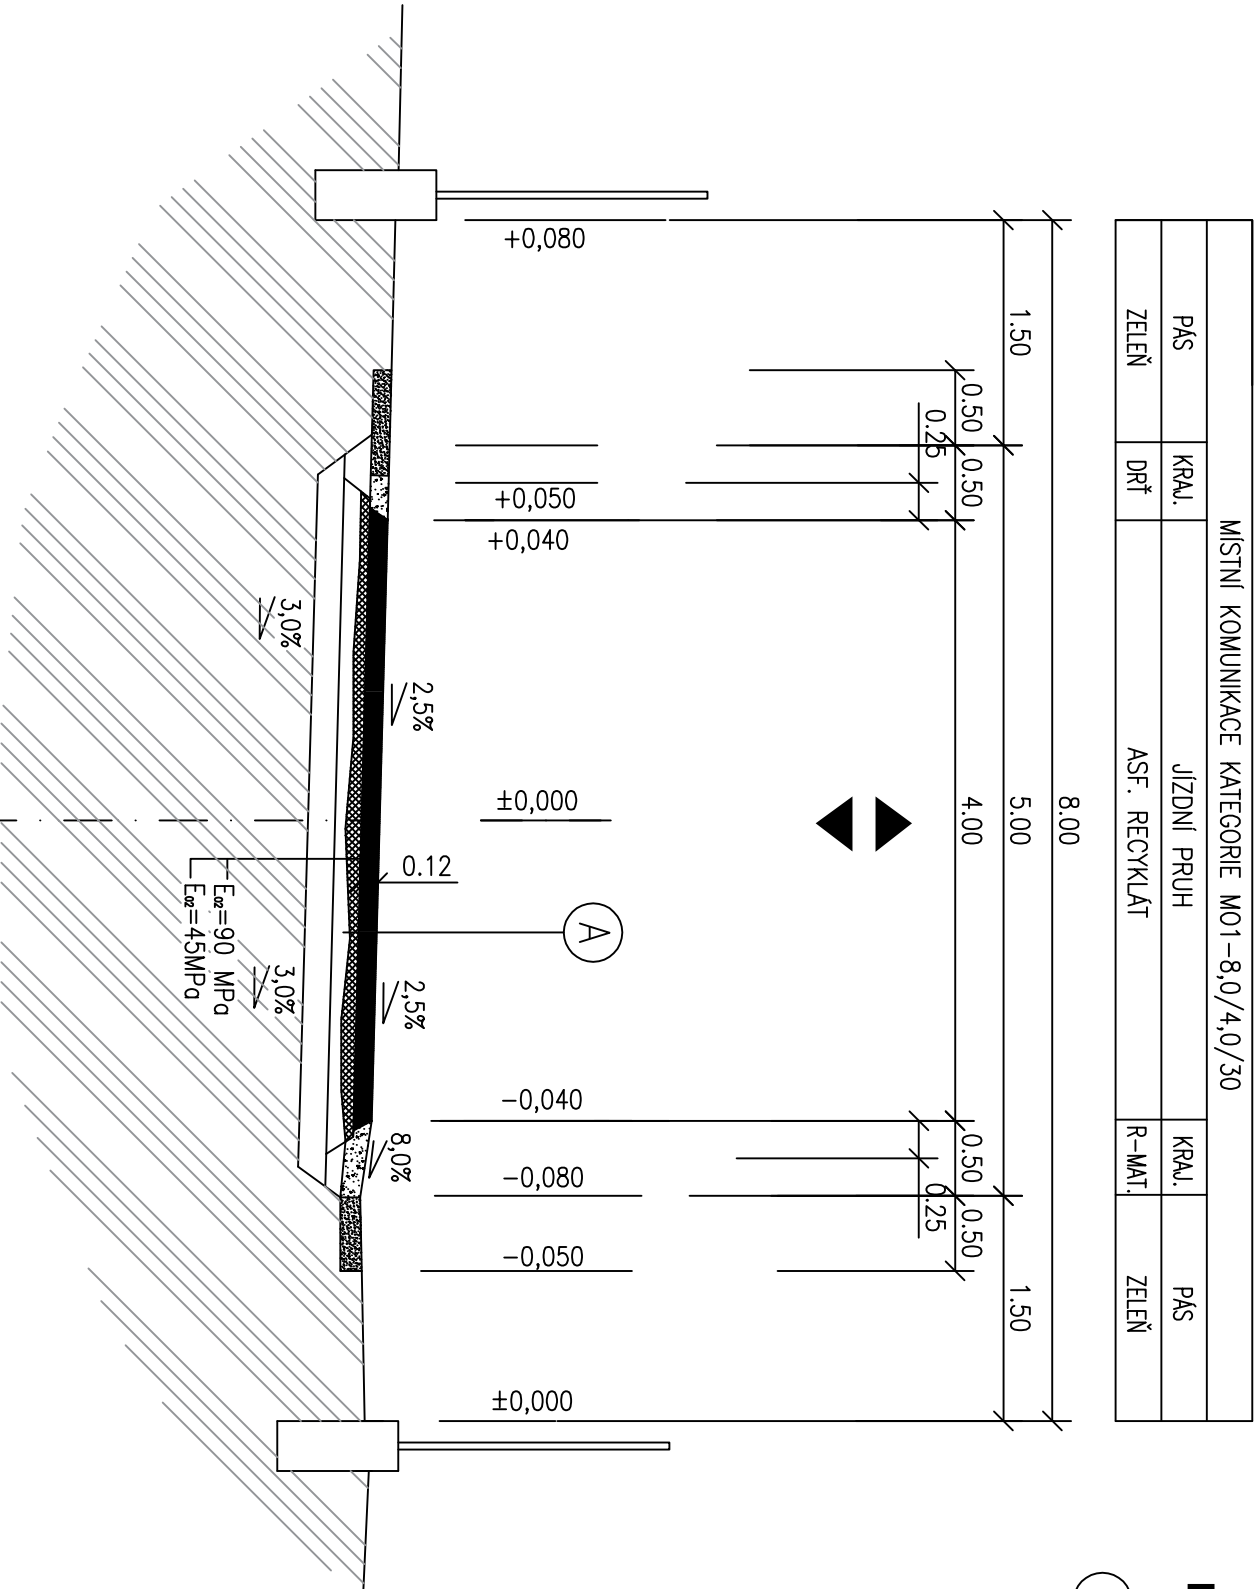 MÍSTNÍ KOMUNIKACE KATEGORIE MO1-8,0/4,0/30
PÁS KRAJ. JÍZDNÍ PRUH KRAJ. PÁS
ZELEŇ DRŤ ASF. RECYKLÁT R-MAT. ZELEŇ
8.00
1.50 5.00 1.50
0.50 0.50 4.00 0.50 0.50
0.25 0.25
+0,080
+0,050
+0,040
±0,000
-0,040
-0,080
-0,050
±0,000
A
0.12
2,5%
2,5%
8,0%
3,0%
3,0%
E02=90 MPa
E02=45MPa